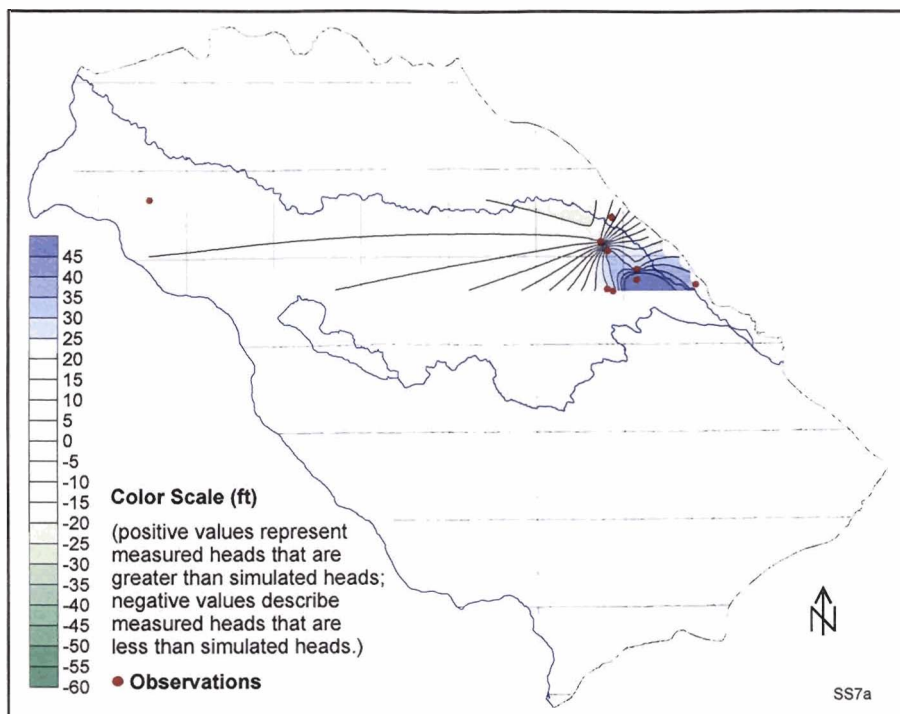 45
40
35
30
25
20
15
10
5
0
-5
-10
-15
-20
-25
-30
-35
-40
-45
-50
-55
-60
Color Scale (ft)
(positive values represent
measured heads that are
greater than simulated heads;
negative values describe
measured heads that are
less than simulated heads.)
Observations
N
SS7a